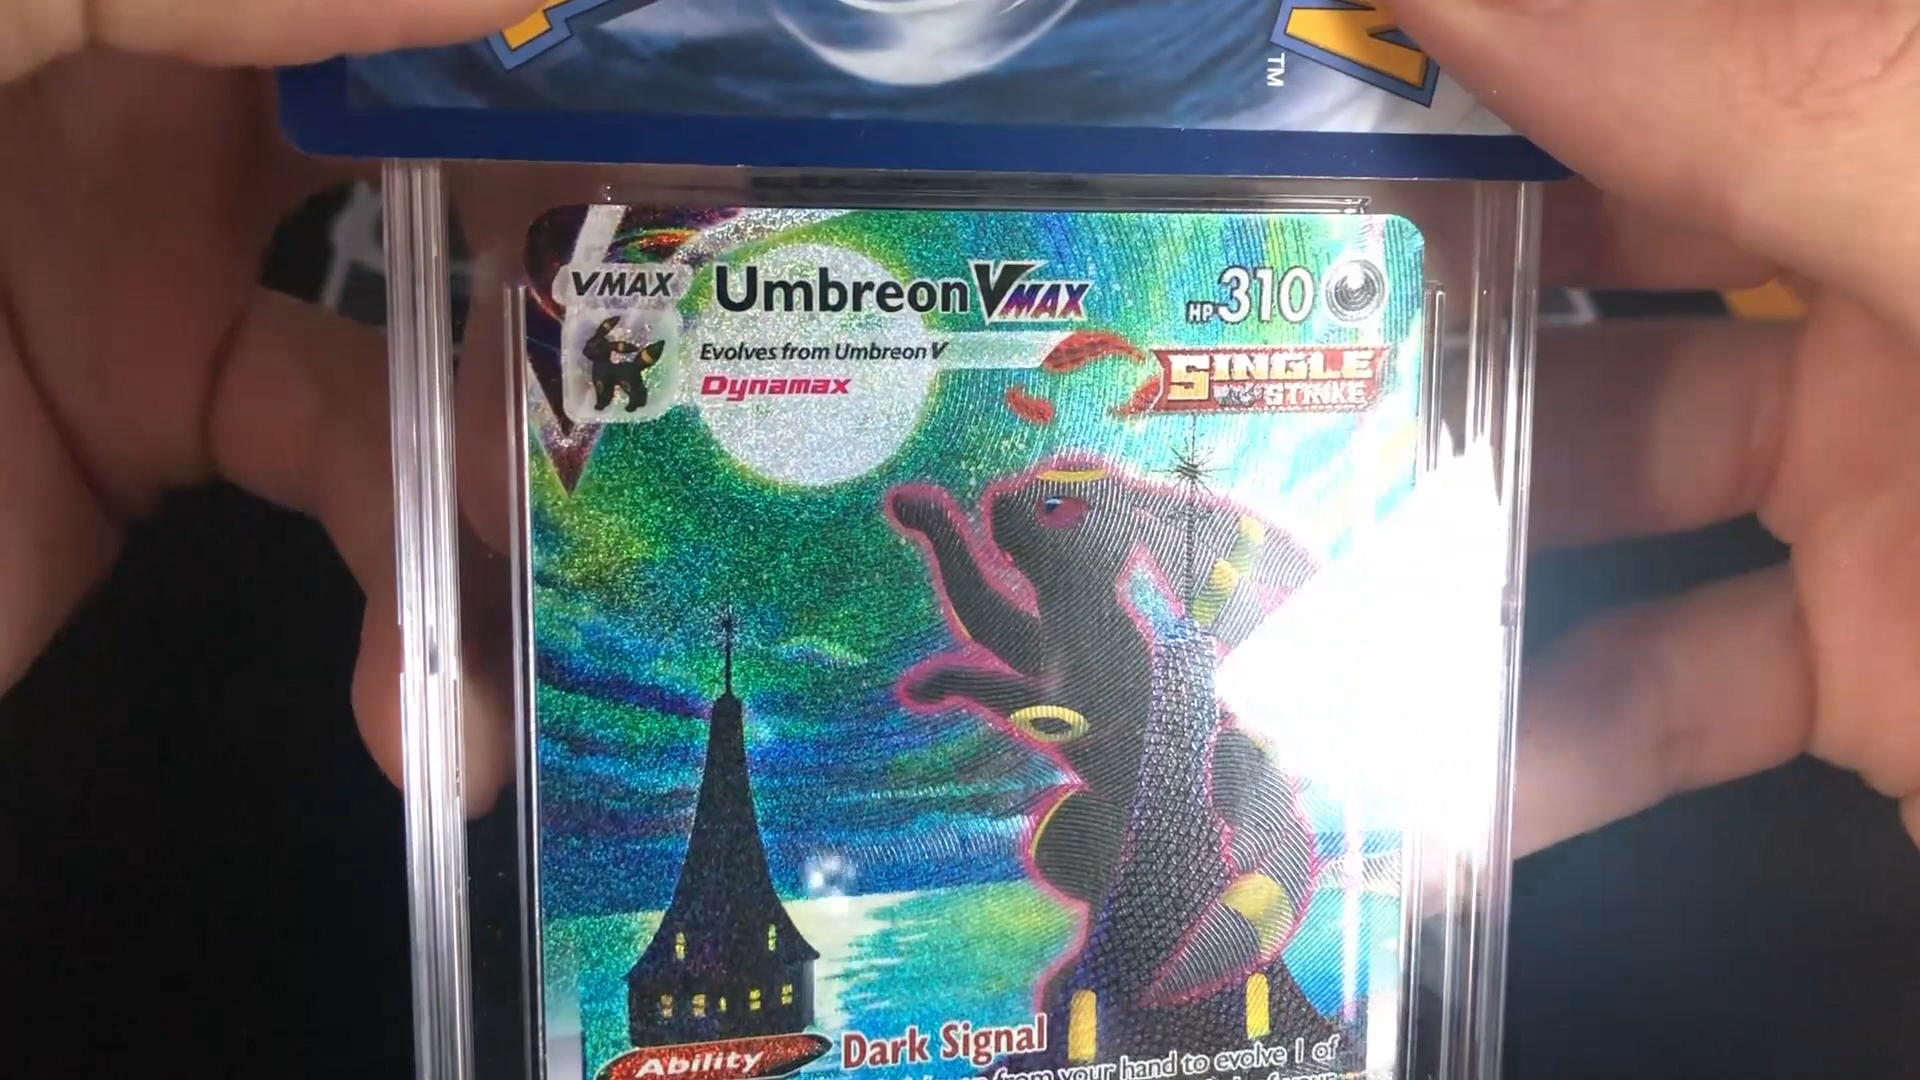 TM
VMAX
Umbreon VMAX
HP 310
Evolves from Umbreon V
Dynamax
SINGLE
STRIKE
Ability
Dark Signal
from your hand to evolve 1 of